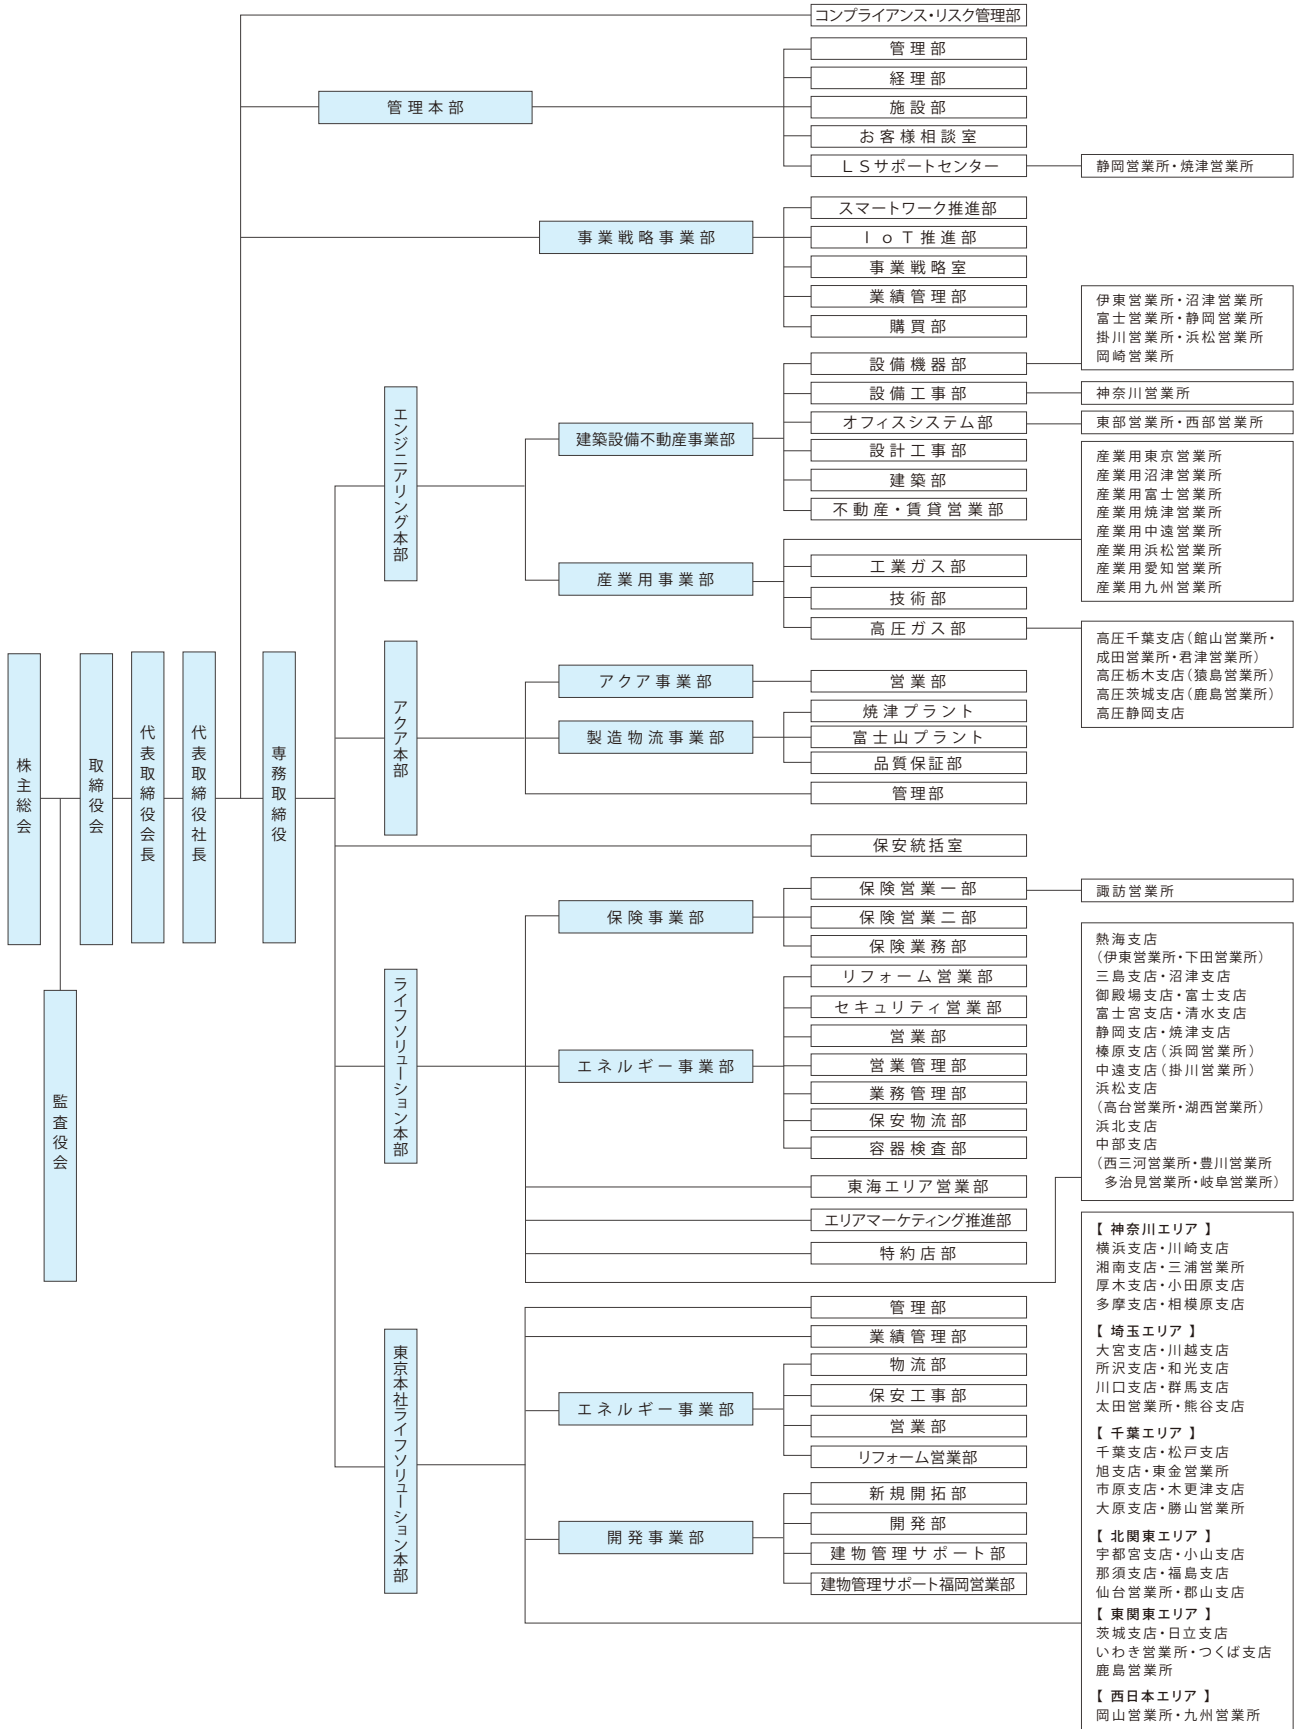 株主総会
監査役会
取締役会
代表取締役会長
代表取締役社長
専務取締役
コンプライアンス・リスク管理部
管理本部
管理部
経理部
施設部
お客様相談室
LSサポートセンター
静岡営業所・焼津営業所
事業戦略事業部
スマートワーク推進部
IoT推進部
事業戦略室
業績管理部
購買部
エンジニアリング本部
建築設備不動産事業部
設備機器部
伊東営業所・沼津営業所
富士営業所・静岡営業所
掛川営業所・浜松営業所
岡崎営業所
設備工事部
神奈川営業所
オフィスシステム部
東部営業所・西部営業所
設計工事部
建築部
不動産・賃貸営業部
産業用事業部
産業用東京営業所
産業用沼津営業所
産業用富士営業所
産業用焼津営業所
産業用中遠営業所
産業用浜松営業所
産業用愛知営業所
産業用九州営業所
工業ガス部
技術部
高圧ガス部
高圧千葉支店(館山営業所・
成田営業所・君津営業所)
高圧栃木支店(猿島営業所)
高圧茨城支店(鹿島営業所)
高圧静岡支店
アクア本部
アクア事業部
営業部
製造物流事業部
焼津プラント
富士山プラント
品質保証部
管理部
保安統括室
ライフソリューション本部
保険事業部
保険営業一部
諏訪営業所
保険営業二部
保険業務部
エネルギー事業部
リフォーム営業部
セキュリティ営業部
営業部
営業管理部
業務管理部
保安物流部
容器検査部
東海エリア営業部
エリアマーケティング推進部
特約店部
熱海支店
(伊東営業所・下田営業所)
三島支店・沼津支店
御殿場支店・富士支店
富士宮支店・清水支店
静岡支店・焼津支店
榛原支店(浜岡営業所)
中遠支店(掛川営業所)
浜松支店
(高台営業所・湖西営業所)
浜北支店
中部支店
(西三河営業所・豊川営業所
多治見営業所・岐阜営業所)
東京本社ライフソリューション本部
管理部
業績管理部
エネルギー事業部
物流部
保安工事部
営業部
リフォーム営業部
開発事業部
新規開拓部
開発部
建物管理サポート部
建物管理サポート福岡営業部
【 神奈川エリア 】
横浜支店・川崎支店
湘南支店・三浦営業所
厚木支店・小田原支店
多摩支店・相模原支店
【 埼玉エリア 】
大宮支店・川越支店
所沢支店・和光支店
川口支店・群馬支店
太田営業所・熊谷支店
【 千葉エリア 】
千葉支店・松戸支店
旭支店・東金営業所
市原支店・木更津支店
大原支店・勝山営業所
【 北関東エリア 】
宇都宮支店・小山支店
那須支店・福島支店
仙台営業所・郡山支店
【 東関東エリア 】
茨城支店・日立支店
いわき営業所・つくば支店
鹿島営業所
【 西日本エリア 】
岡山営業所・九州営業所